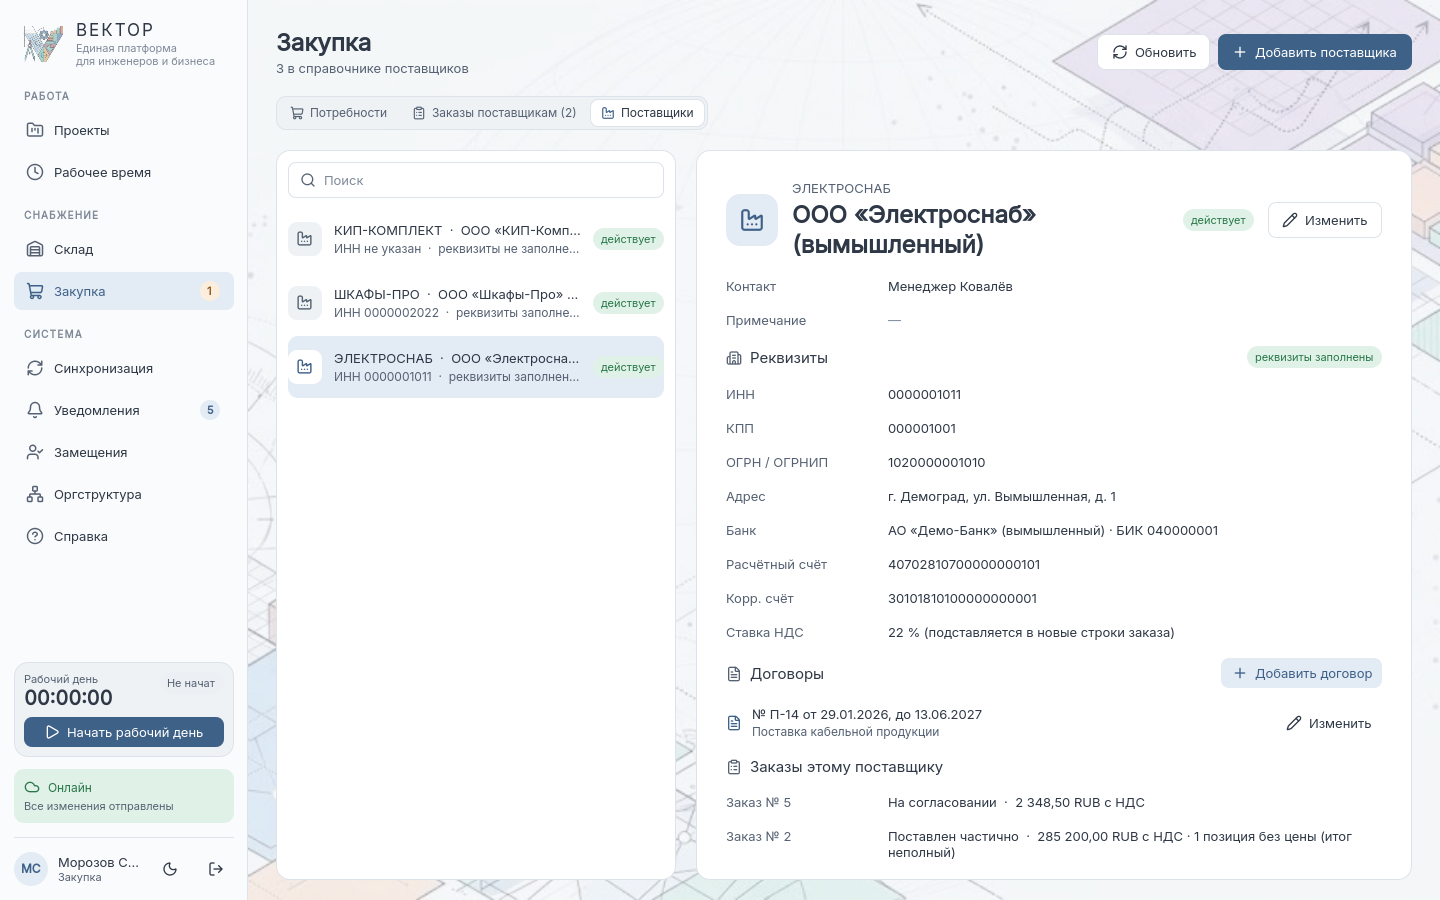 ВЕКТОР
Единая платформа
для инженеров и бизнеса
РАБОТА
Проекты
Рабочее время
СНАБЖЕНИЕ
Склад
Закупка
1
СИСТЕМА
Синхронизация
Уведомления
5
Замещения
Оргструктура
Справка
Рабочий день
Не начат
00:00:00
Начать рабочий день
Онлайн
Все изменения отправлены
МС
Морозов С...
Закупка
Закупка
3 в справочнике поставщиков
Обновить
Добавить поставщика
Потребности
Заказы поставщикам (2)
Поставщики
Поиск
КИП-КОМПЛЕКТ · ООО «КИП-Комп...
ИНН не указан · реквизиты не заполне...
действует
ШКАФЫ-ПРО · ООО «Шкафы-Про» ...
ИНН 0000002022 · реквизиты заполне...
действует
ЭЛЕКТРОСНАБ · ООО «Электросна...
ИНН 0000001011 · реквизиты заполнен...
действует
ЭЛЕКТРОСНАБ
ООО «Электроснаб»
(вымышленный)
действует
Изменить
Контакт
Менеджер Ковалёв
Примечание
—
Реквизиты
реквизиты заполнены
ИНН
0000001011
КПП
000001001
ОГРН / ОГРНИП
1020000001010
Адрес
г. Демоград, ул. Вымышленная, д. 1
Банк
АО «Демо-Банк» (вымышленный) · БИК 040000001
Расчётный счёт
40702810700000000101
Корр. счёт
30101810100000000001
Ставка НДС
22 % (подставляется в новые строки заказа)
Договоры
Добавить договор
№ П-14 от 29.01.2026, до 13.06.2027
Поставка кабельной продукции
Изменить
Заказы этому поставщику
Заказ № 5
На согласовании · 2 348,50 RUB с НДС
Заказ № 2
Поставлен частично · 285 200,00 RUB с НДС · 1 позиция без цены (итог
неполный)